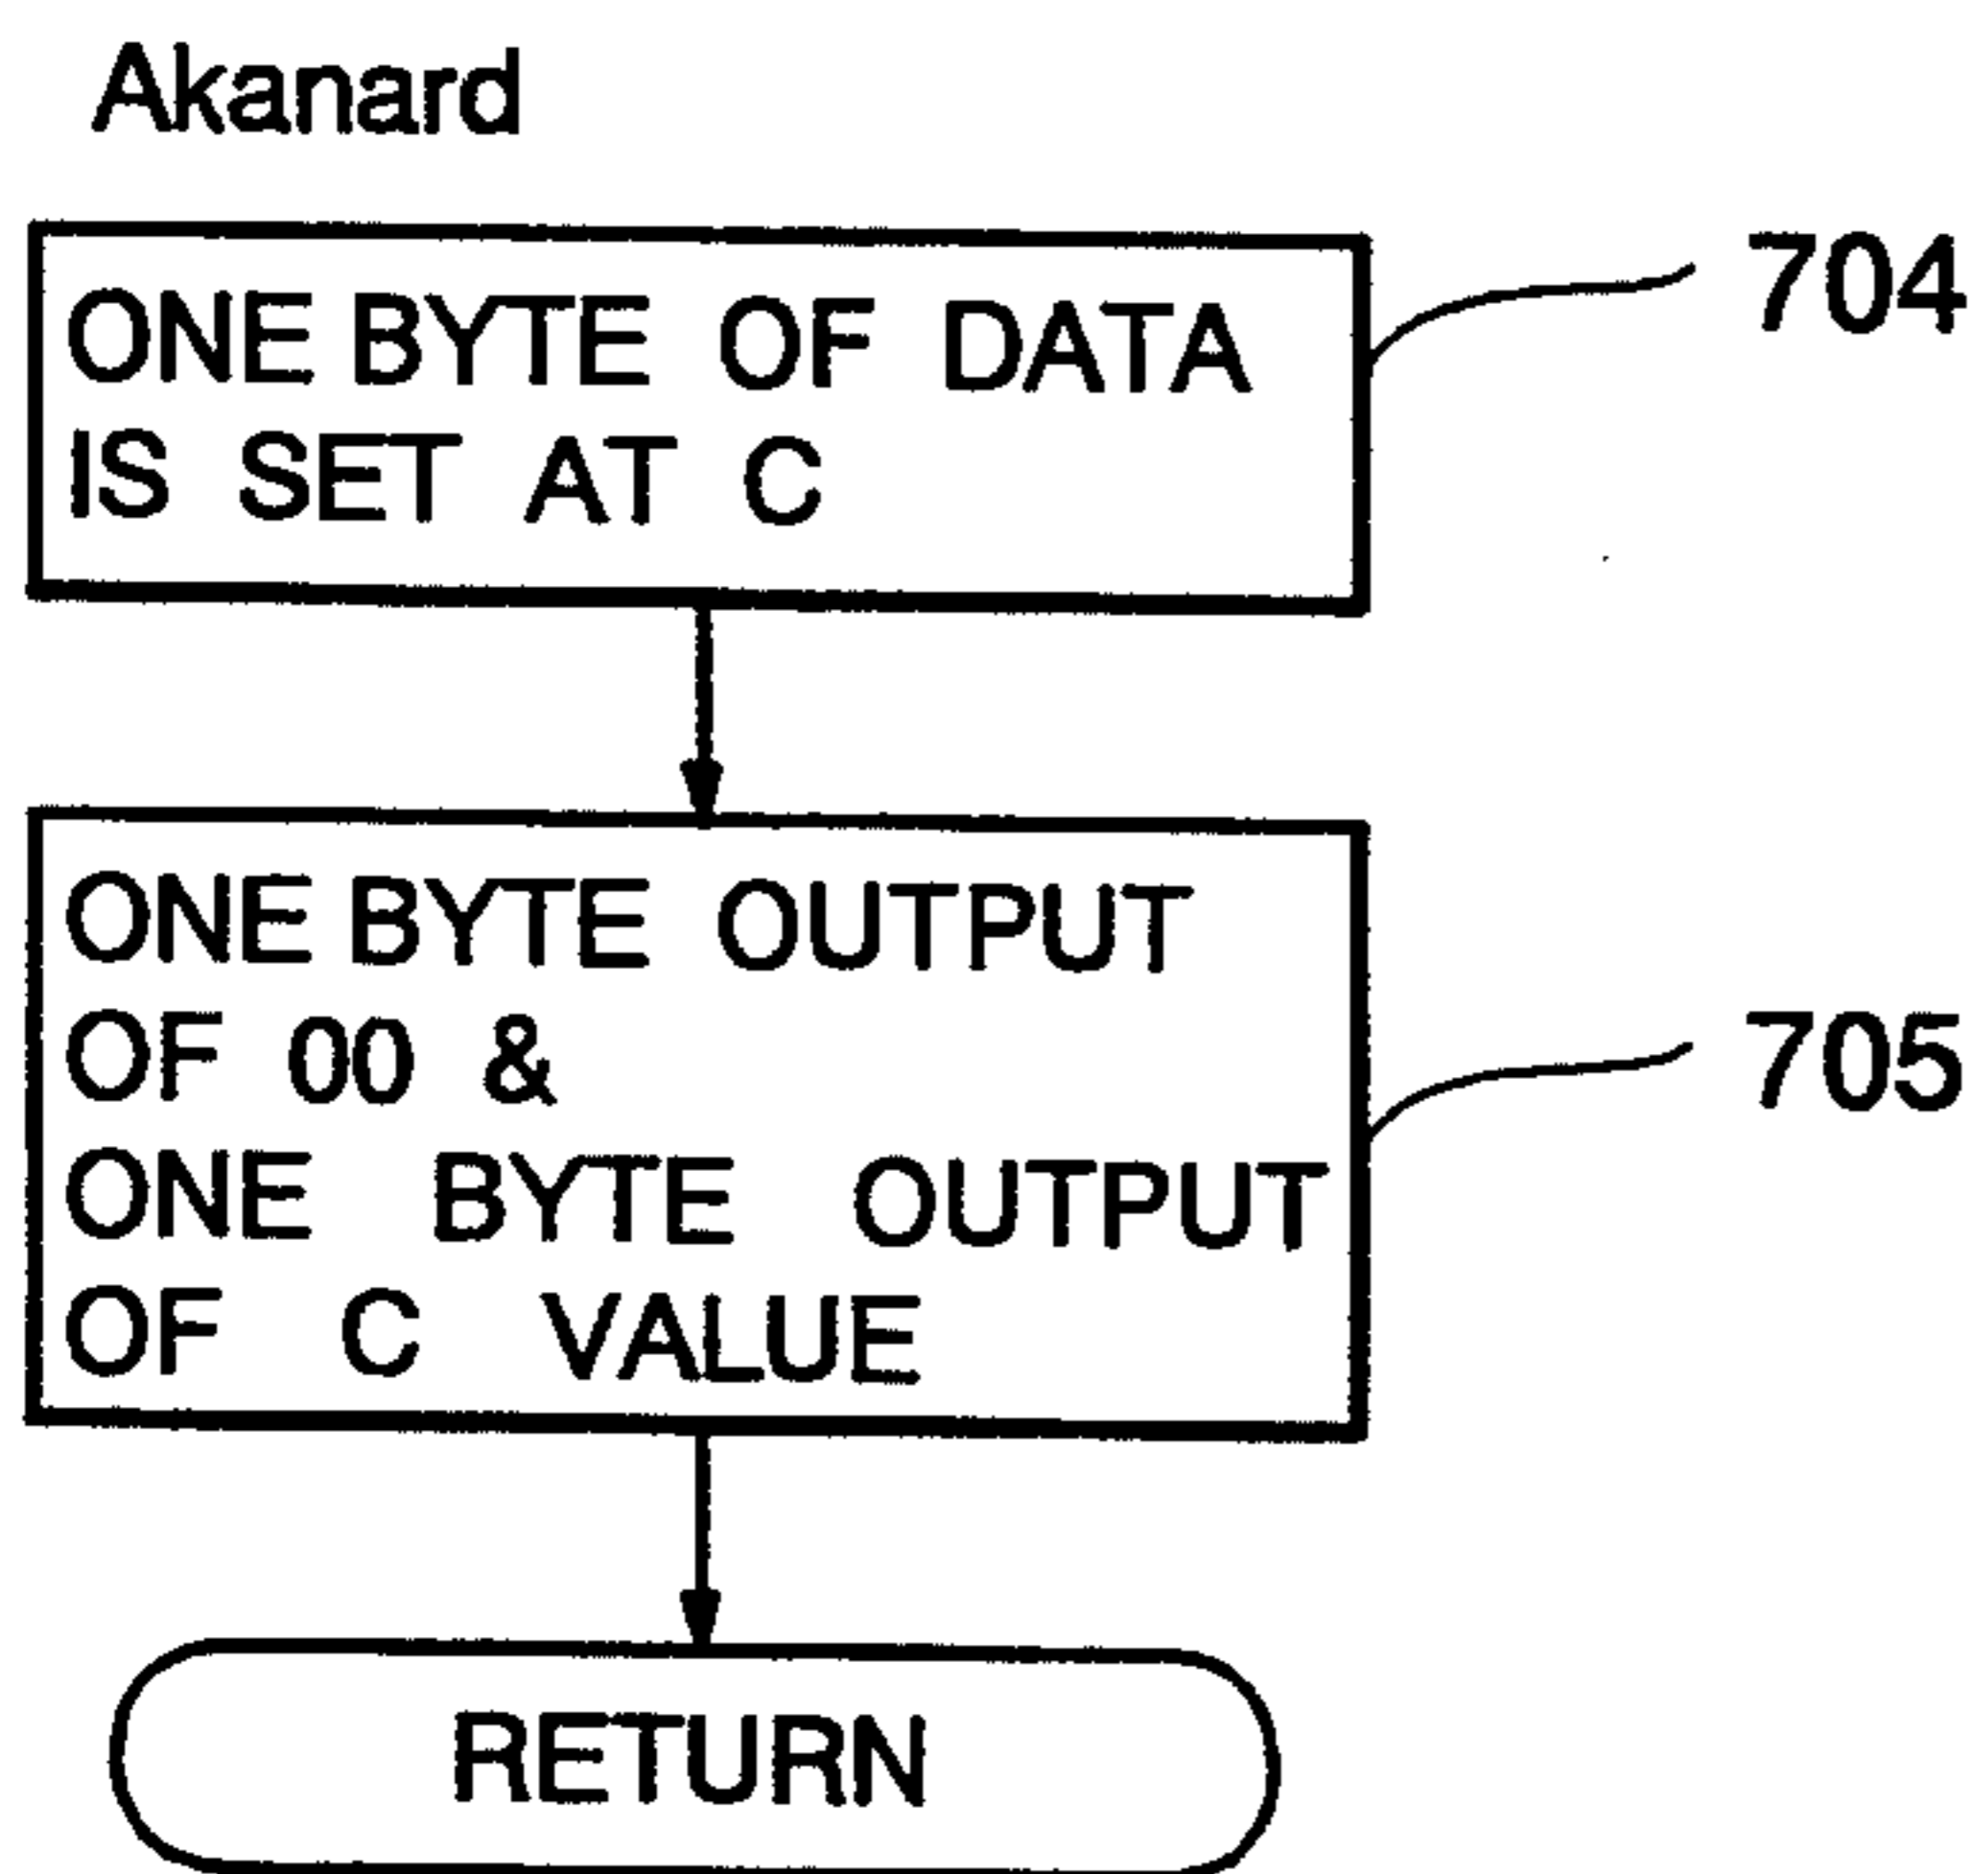 Akanard
ONE BYTE OF DATA
IS SET AT C
704
ONE BYTE OUTPUT
OF 00 &
ONE BYTE OUTPUT
OF C VALUE
705
RETURN